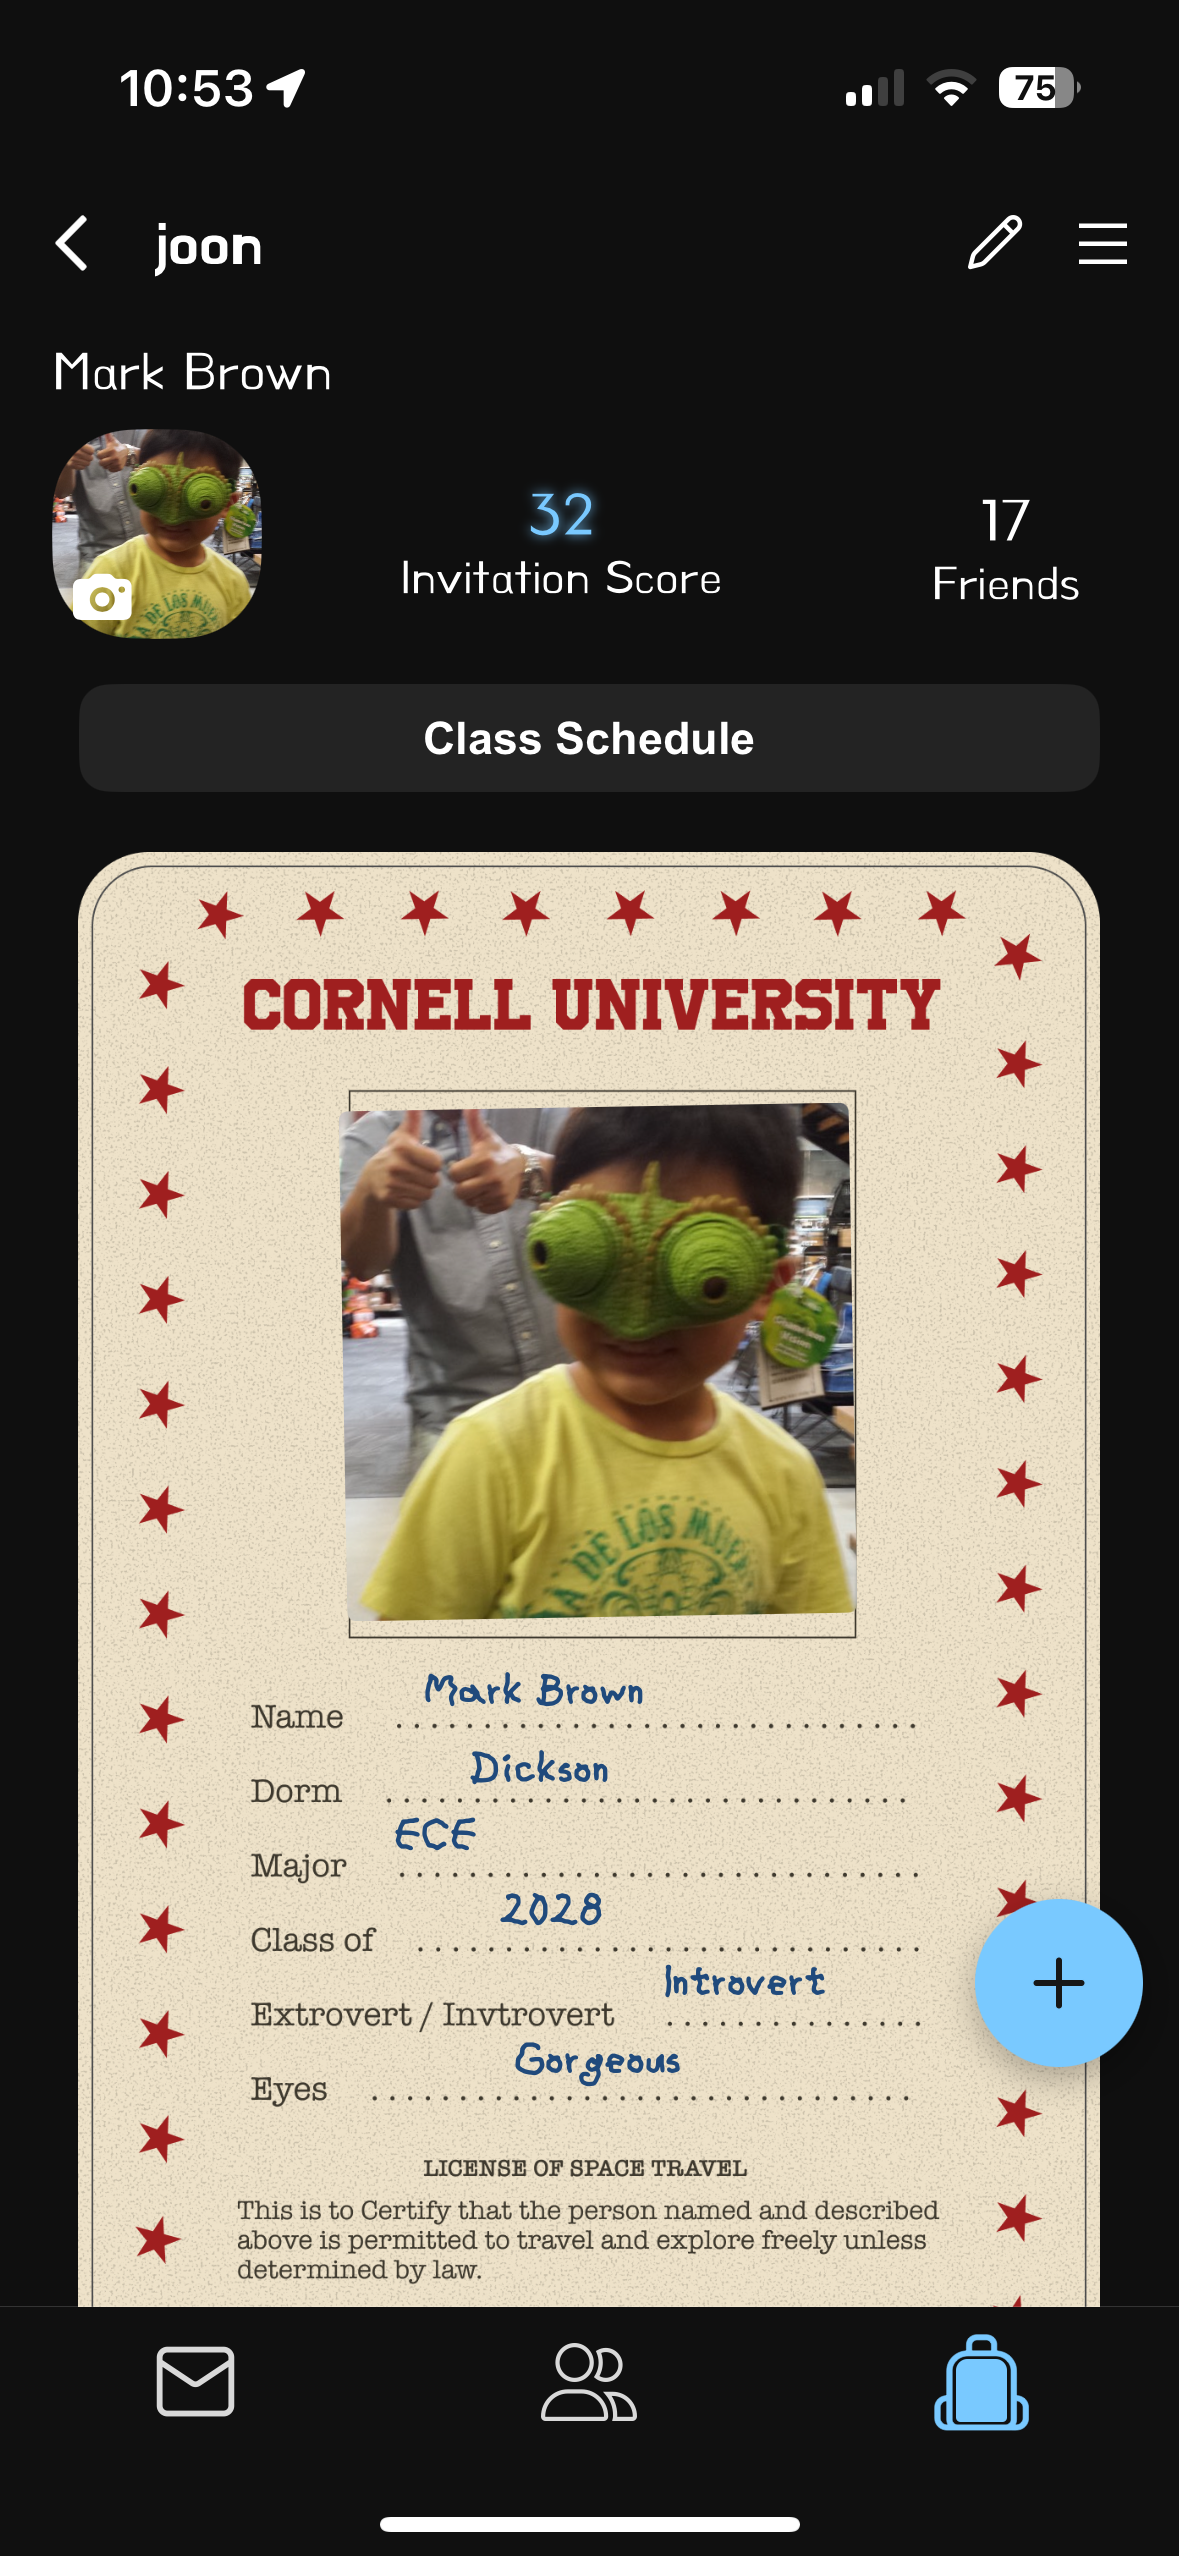 10:53
75
joon
Mark Brown
32
Invitation Score
17
Friends
Class Schedule
CORNELL UNIVERSITY
A DE LOS
Name Mark Brown
Dorm Dickson
Major ECE
Class of 2028
Extrovert / Invtrovert Introvert
Eyes Gorgeous
LICENSE OF SPACE TRAVEL
This is to Certify that the person named and described
above is permitted to travel and explore freely unless
determined by law.